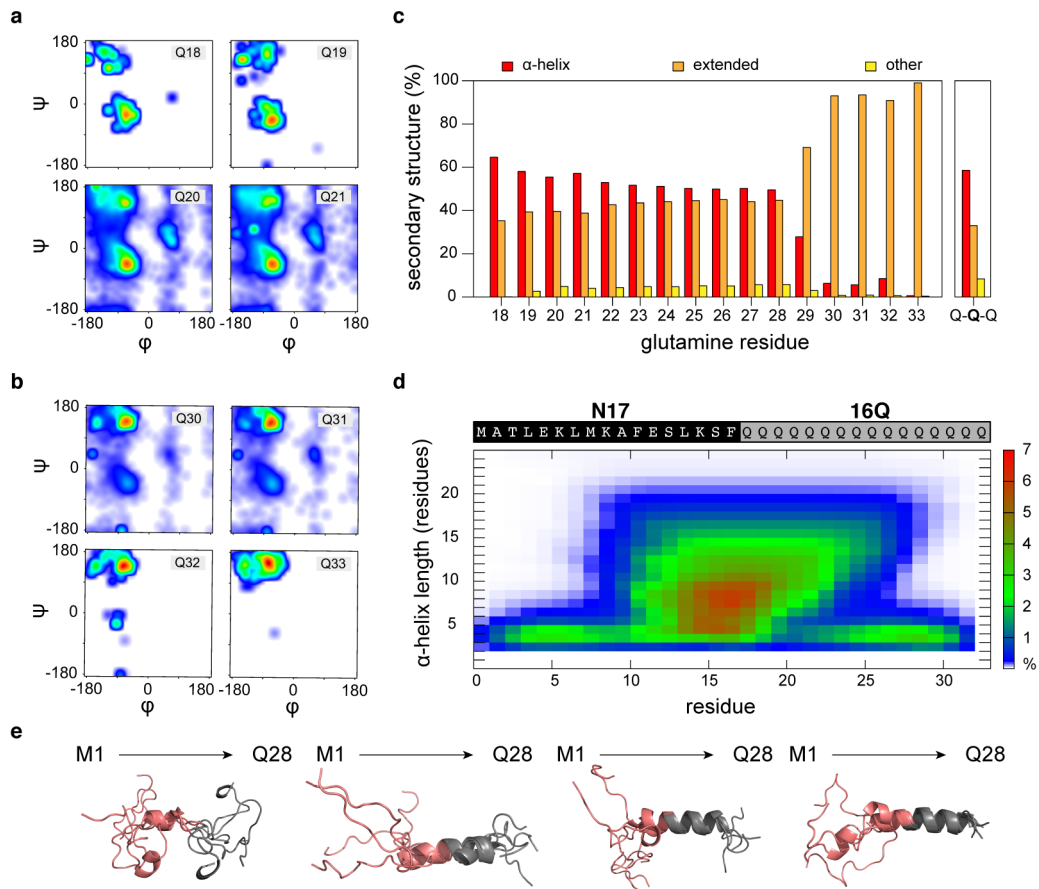 a
180
Q18
Q19
0
-180
ψ
180
Q20
Q21
0
-180
-180 0 180 -180 0 180
φ φ
b
180
Q30
Q31
0
-180
ψ
180
Q32
Q33
0
-180
-180 0 180 -180 0 180
φ φ
c
α-helix extended other
secondary structure (%)
100
80
60
40
20
0
18 19 20 21 22 23 24 25 26 27 28 29 30 31 32 33
Q-Q-Q
glutamine residue
d
N17 16Q
M A T L E K L M K A F E S L K S F Q Q Q Q Q Q Q Q Q Q Q Q Q Q Q Q
α-helix length (residues)
20
15
10
5
0 5 10 15 20 25 30
residue
7
6
5
4
3
2
1
%
e
M1 Q28 M1 Q28 M1 Q28 M1 Q28